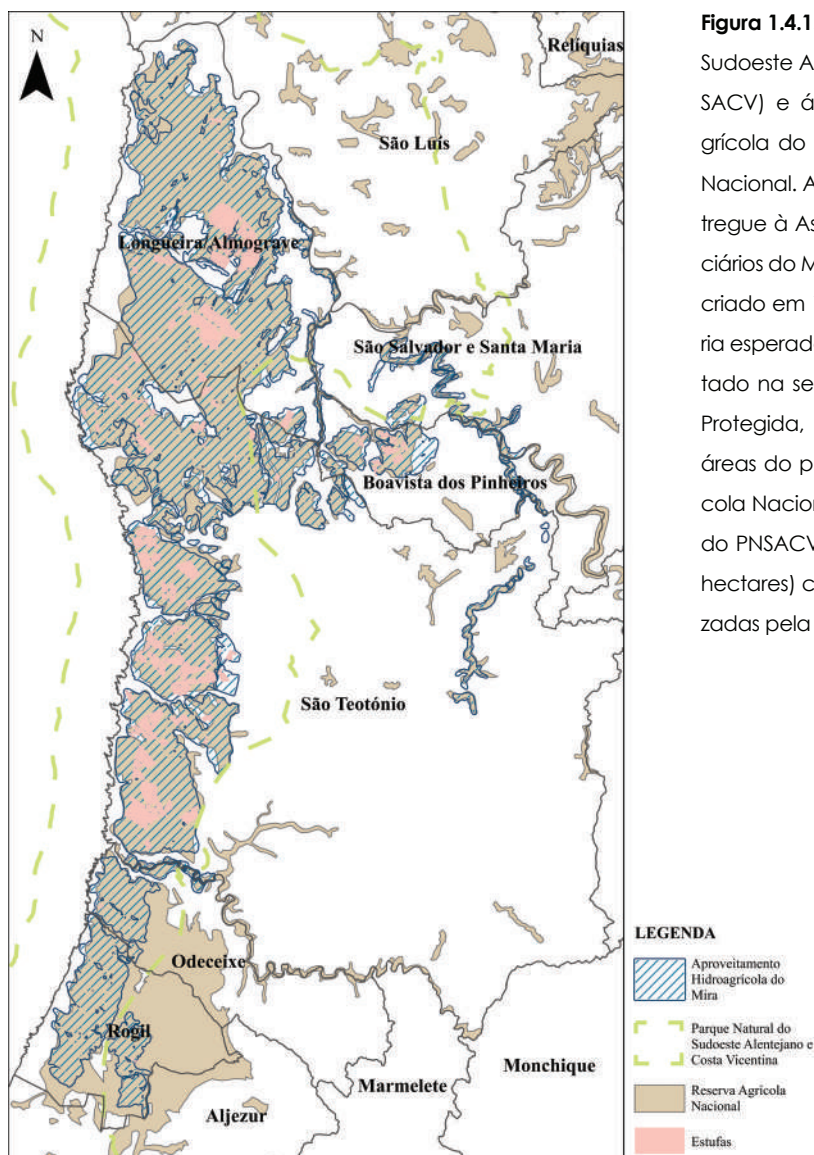 N
Relíquias
São Luís
Longueira/Almograve
São Salvador e Santa Maria
Boavista dos Pinheiros
São Teotónio
Odeceixe
Rogil
Marmelete
Monchique
Aljezur
Figura 1.4.1
Sudoeste A
SACV) e á
grícola do
Nacional. A
tregue à As
ciários do M
criado em
ria esperad
tado na se
Protegida,
áreas do p
cola Nacion
do PNSACV
hectares) c
zadas pela
LEGENDA
Aproveitamento
Hidroagrícola do
Mira
Parque Natural do
Sudoeste Alentejano e
Costa Vicentina
Reserva Agrícola
Nacional
Estufas